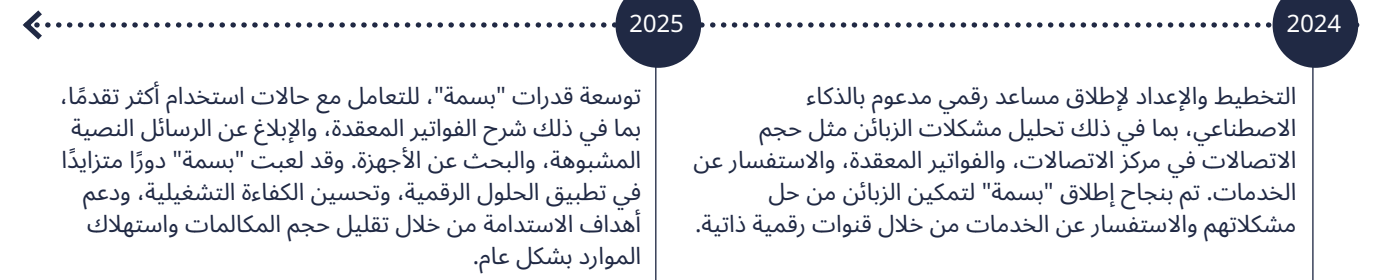 2024
التخطيط والإعداد لإطلاق مساعد رقمي مدعوم بالذكاء
الاصطناعي، بما في ذلك تحليل مشكلات الزبائن مثل حجم
الاتصالات في مركز الاتصالات، والفواتير المعقدة، والاستفسار عن
الخدمات. تم بنجاح إطلاق "بسمة" لتمكين الزبائن من حل
مشكلاتهم والاستفسار عن الخدمات من خلال قنوات رقمية ذاتية.
2025
توسعة قدرات "بسمة"، للتعامل مع حالات استخدام أكثر تقدمًا،
بما في ذلك شرح الفواتير المعقدة، والإبلاغ عن الرسائل النصية
المشبوهة، والبحث عن الأجهزة. وقد لعبت "بسمة" دورًا متزايدًا
في تطبيق الحلول الرقمية، وتحسين الكفاءة التشغيلية، ودعم
أهداف الاستدامة من خلال تقليل حجم المكالمات واستهلاك
الموارد بشكل عام.